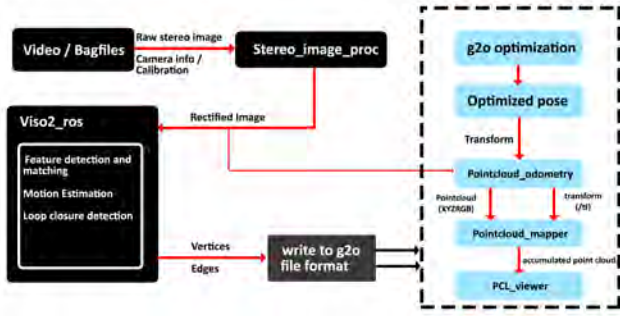 Video / Bagfiles
Raw stereo image
Camera info /
Calibration
Stereo_image_proc
Rectified Image
Viso2_ros
Feature detection and
matching
Motion Estimation
Loop closure detection
Vertices
Edges
write to g2o
file format
g2o optimization
Optimized pose
Transform
Pointcloud_odometry
Pointcloud
(XYZRGB)
transform
(/tf)
Pointcloud_mapper
accumulated point cloud
PCL_viewer